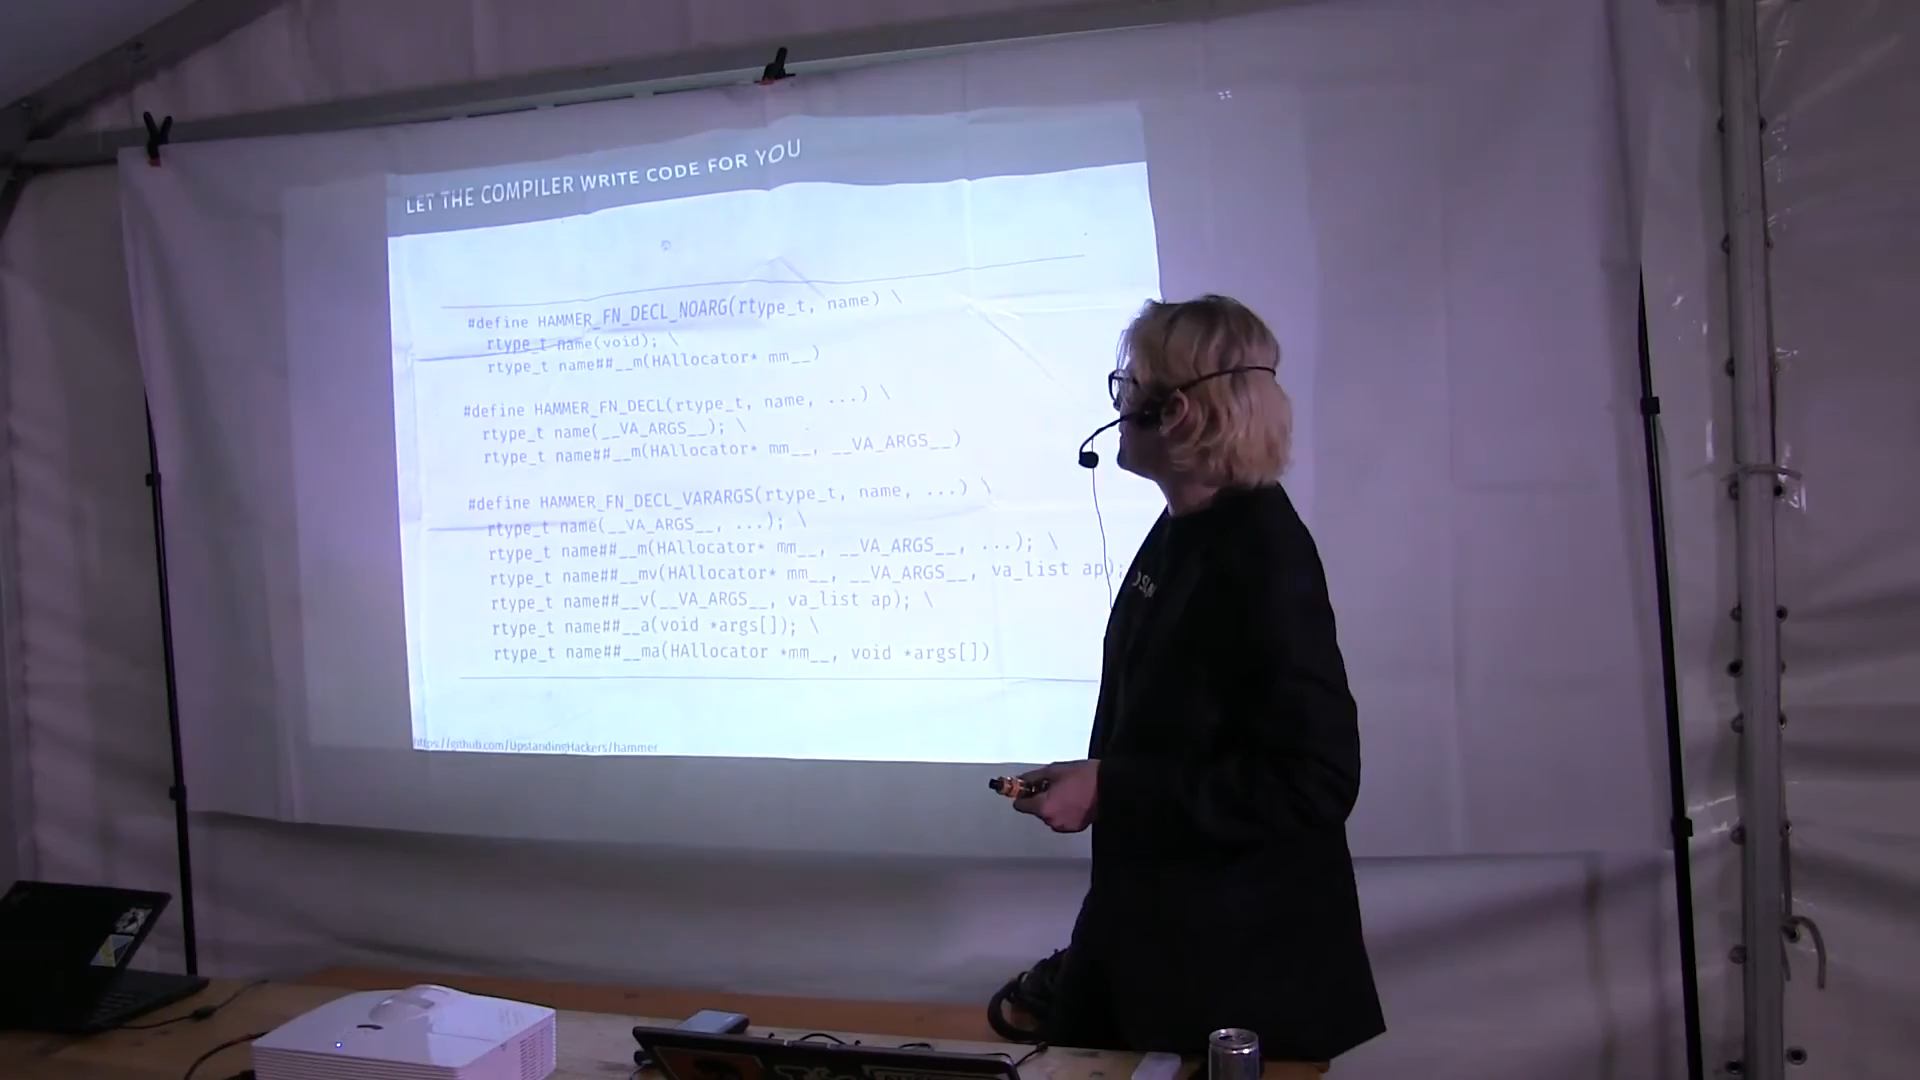 LET THE COMPILER WRITE CODE FOR YOU
#define HAMMER_FN_DECL_NOARG(rtype_t, name) \
rtype_t name(void); \
rtype_t name##__m(HAllocator* mm__)
#define HAMMER_FN_DECL(rtype_t, name, ...) \
rtype_t name(__VA_ARGS__); \
rtype_t name##__m(HAllocator* mm__, __VA_ARGS__)
#define HAMMER_FN_DECL_VARARGS(rtype_t, name, ...) \
rtype_t name(__VA_ARGS__, ...); \
rtype_t name##__m(HAllocator* mm__, __VA_ARGS__, ...); \
rtype_t name##__mv(HAllocator* mm__, __VA_ARGS__, va_list ap);
rtype_t name##__v(__VA_ARGS__, va_list ap); \
rtype_t name##__a(void *args[]); \
rtype_t name##__ma(HAllocator *mm__, void *args[])
https://github.com/UpstandingHackers/hammer